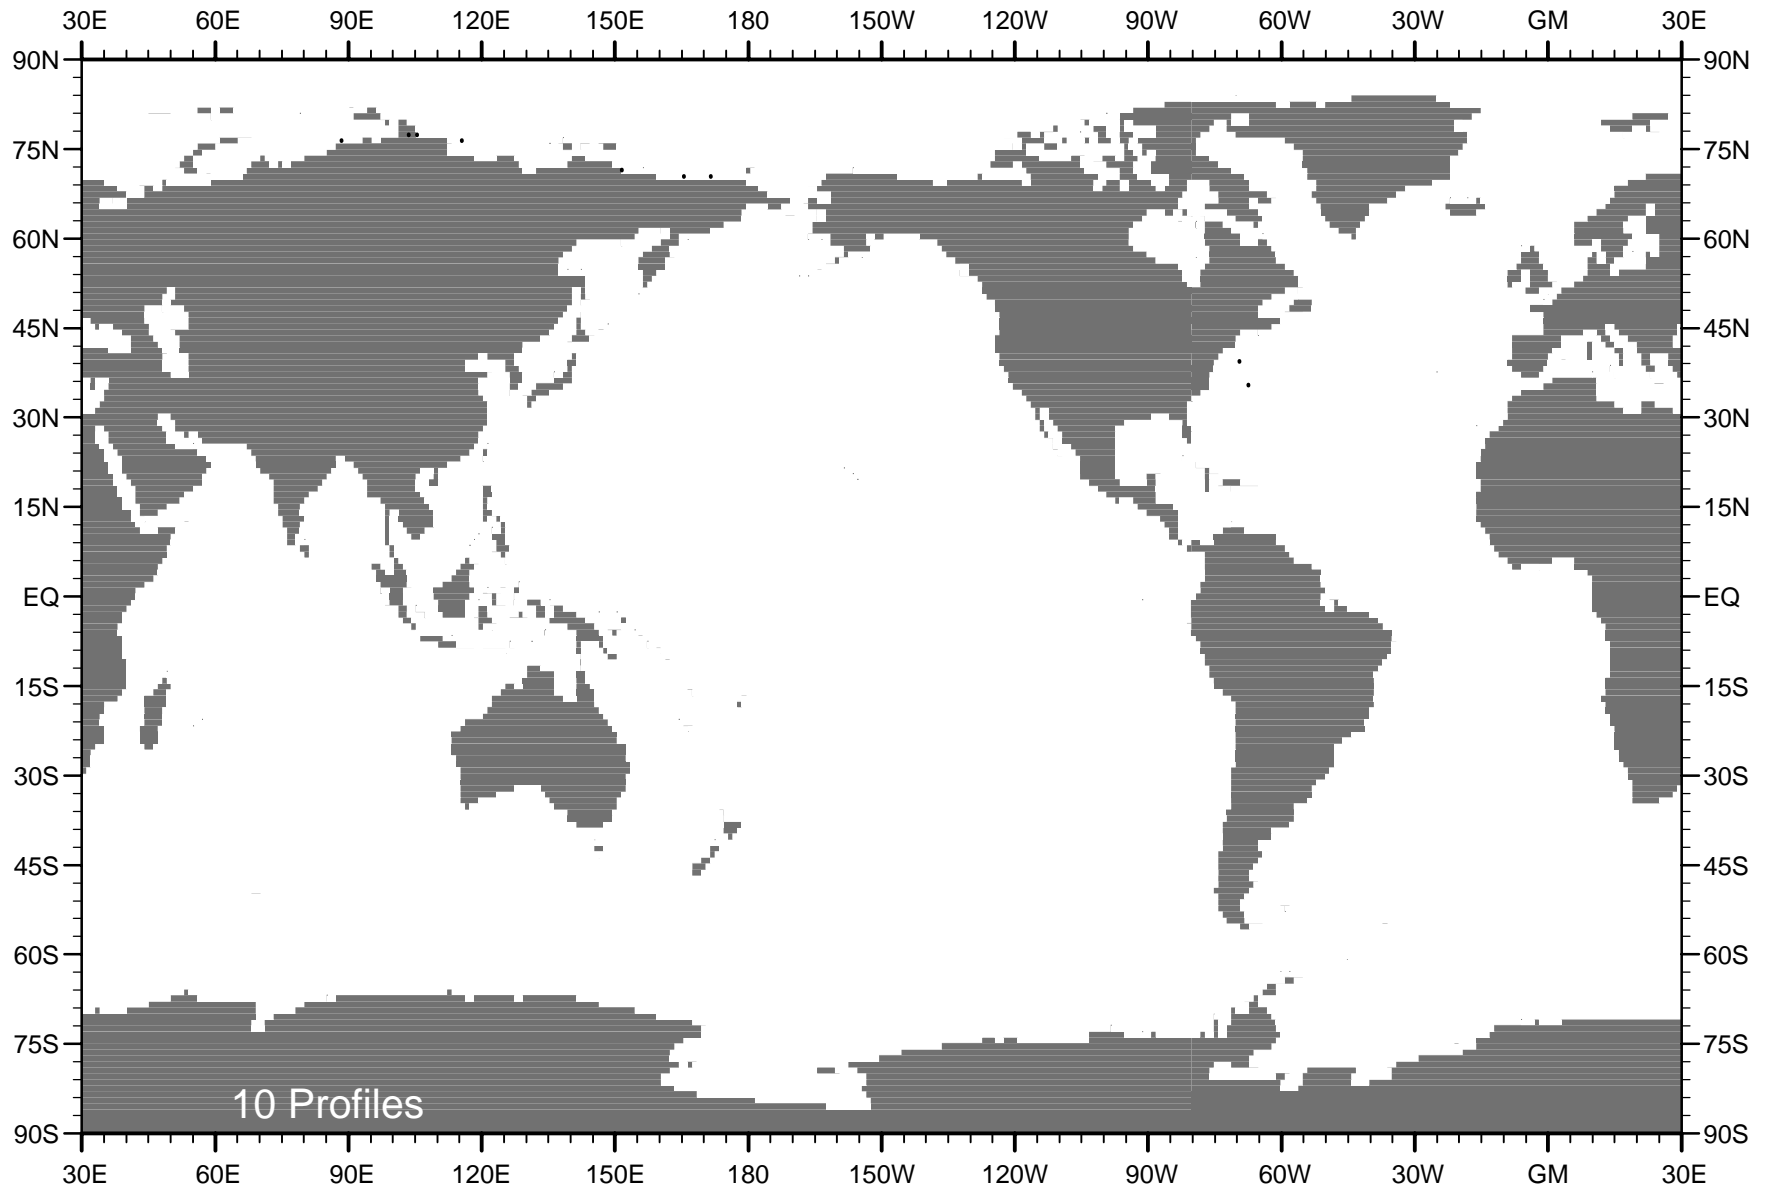 30E 60E 90E 120E 150E 180 150W 120W 90W 60W 30W GM 30E
90N 90N
75N 75N
60N 60N
45N 45N
30N 30N
15N 15N
EQ EQ
15S 15S
30S 30S
45S 45S
60S 60S
75S 75S
10 Profiles
90S 90S
30E 60E 90E 120E 150E 180 150W 120W 90W 60W 30W GM 30E